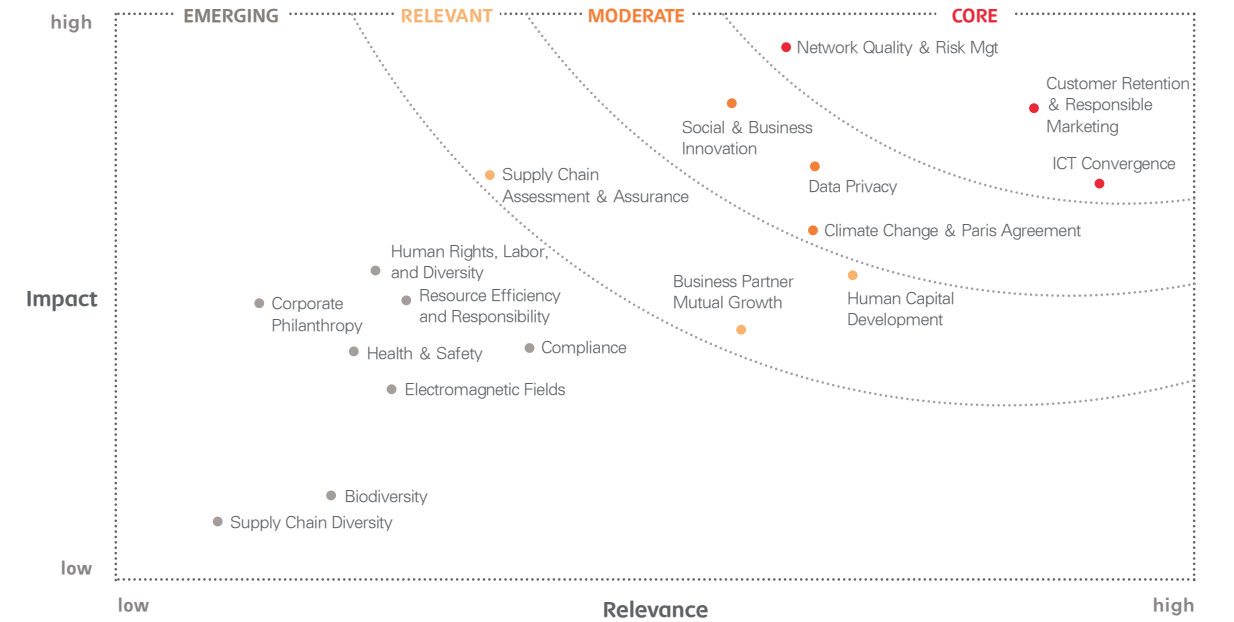 high
EMERGING
RELEVANT
MODERATE
CORE
Network Quality & Risk Mgt
Customer Retention
& Responsible
Marketing
Social & Business
Innovation
ICT Convergence
Supply Chain
Assessment & Assurance
Data Privacy
Climate Change & Paris Agreement
Human Rights, Labor,
and Diversity
Business Partner
Mutual Growth
Human Capital
Development
Resource Efficiency
and Responsibility
Impact
Corporate
Philanthropy
Health & Safety
Compliance
Electromagnetic Fields
Biodiversity
Supply Chain Diversity
low
low
Relevance
high